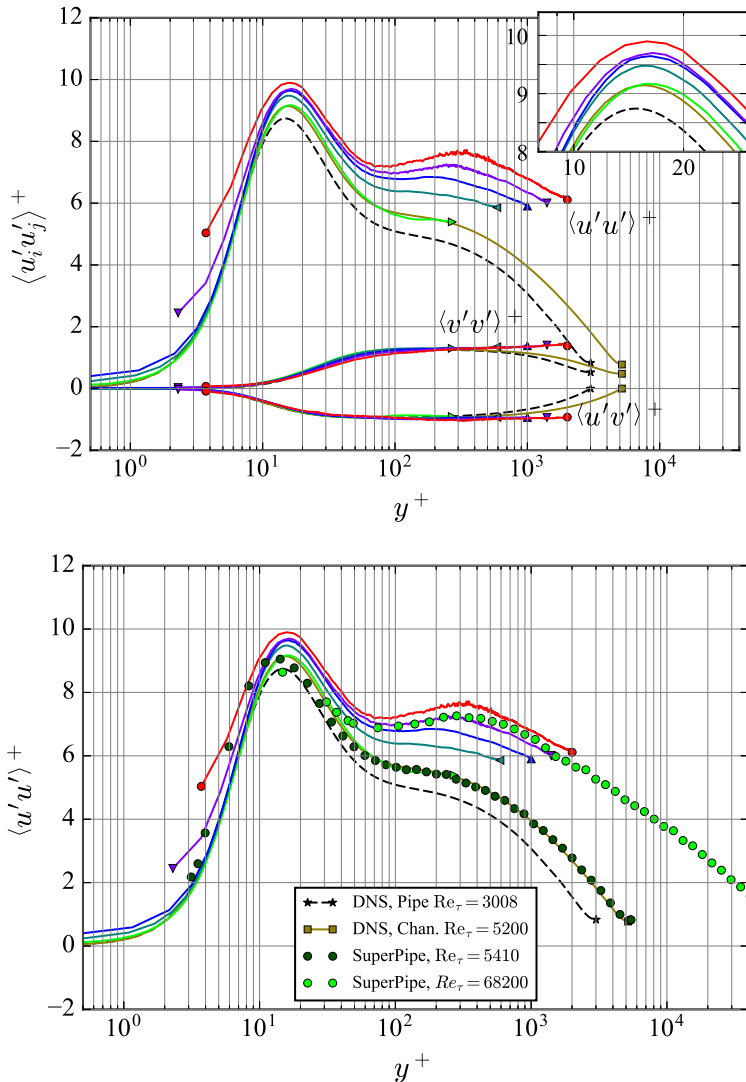 12
10
8
6
4
2
0
−2
⟨u′ᵢu′ⱼ⟩⁺
10
9
8
10
20
⟨u′u′⟩⁺
⟨v′v′⟩⁺
⟨u′v′⟩⁺
10⁰ 10¹ 10² 10³ 10⁴
y⁺
12
10
8
6
4
2
0
−2
⟨u′u′⟩⁺
DNS, Pipe Re_τ = 3008
DNS, Chan. Re_τ = 5200
SuperPipe, Re_τ = 5410
SuperPipe, Re_τ = 68200
10⁰ 10¹ 10² 10³ 10⁴
y⁺